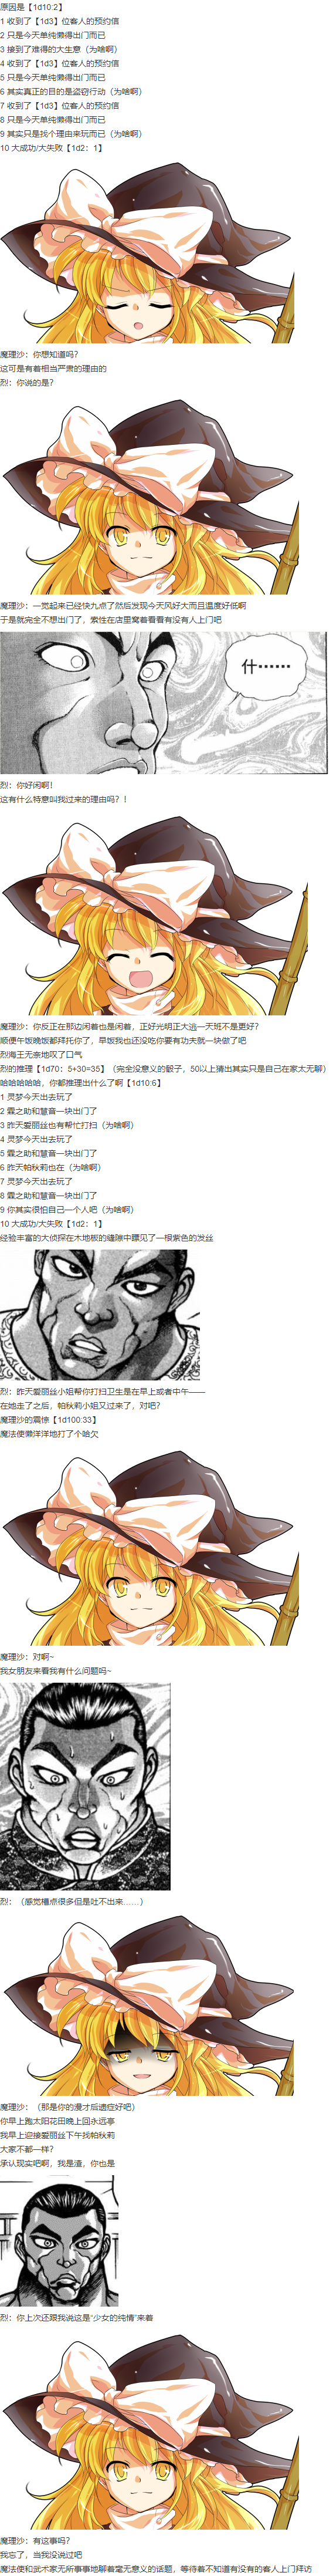 原因是【1d10:2】
1 收到了【1d3】位客人的预约信
2 只是今天单纯懒得出门而已
3 接到了难得的大生意（为啥啊）
4 收到了【1d3】位客人的预约信
5 只是今天单纯懒得出门而已
6 其实真正的目的是盗窃行动（为啥啊）
7 收到了【1d3】位客人的预约信
8 只是今天单纯懒得出门而已
9 其实只是找个理由来玩而已（为啥啊）
10 大成功/大失败【1d2：1】
魔理沙：你想知道吗？
这可是有着相当严肃的理由的
烈：你说的是？
魔理沙：一觉起来已经快九点了然后发现今天风好大而且温度好低啊
于是就完全不想出门了，索性在店里窝着看看有没有人上门吧
什……
烈：你好闲啊！
这有什么特意叫我过来的理由吗？！
魔理沙：你反正在那边闲着也是闲着，正好光明正大逃一天班不是更好？
顺便午饭晚饭都拜托你了，早饭我也还没吃你要有功夫就一块做了吧
烈海王无奈地叹了口气
烈的推理【1d70：5+30=35】（完全没意义的骰子，50以上猜出其实只是自己在家太无聊）
哈哈哈哈哈，你都推理出什么了啊【1d10:6】
1 灵梦今天出去玩了
2 霖之助和慧音一块出门了
3 昨天爱丽丝也有帮忙打扫（为啥啊）
4 灵梦今天出去玩了
5 霖之助和慧音一块出门了
6 昨天帕秋莉也在（为啥啊）
7 灵梦今天出去玩了
8 霖之助和慧音一块出门了
9 你其实很怕自己一个人吧（为啥啊）
10 大成功/大失败【1d2：1】
经验丰富的大侦探在木地板的缝隙中瞟见了一根紫色的发丝
烈：昨天爱丽丝小姐帮你打扫卫生是在早上或者中午——
在她走了之后，帕秋莉小姐又过来了，对吧？
魔理沙的震惊【1d100:33】
魔法使懒洋洋地打了个哈欠
魔理沙：对啊~
我女朋友来看我有什么问题吗~
烈：（感觉槽点很多但是吐不出来……）
魔理沙：（那是你的漫才后遗症好吧）
你早上跑太阳花田晚上回永远亭
我早上迎接爱丽丝下午找帕秋莉
大家不都一样？
承认现实吧啊，我是渣，你也是
烈：你上次还跟我说这是“少女的纯情”来着
魔理沙：有这事吗？
我忘了，当我没说过吧
魔法使和武术家无所事事地聊着毫无意义的话题，等待着不知道有没有的客人上门拜访